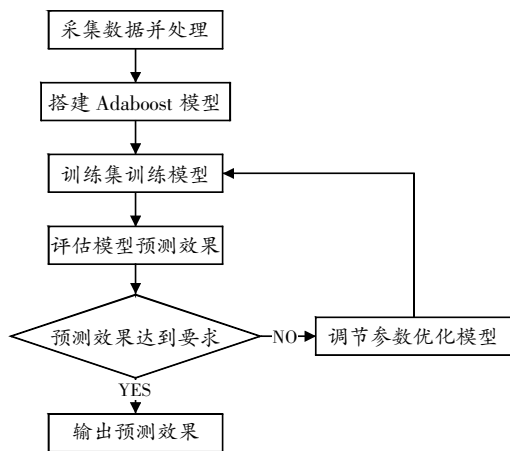 采集数据并处理
搭建 Adaboost 模型
训练集训练模型
评估模型预测效果
预测效果达到要求
NO
调节参数优化模型
YES
输出预测效果